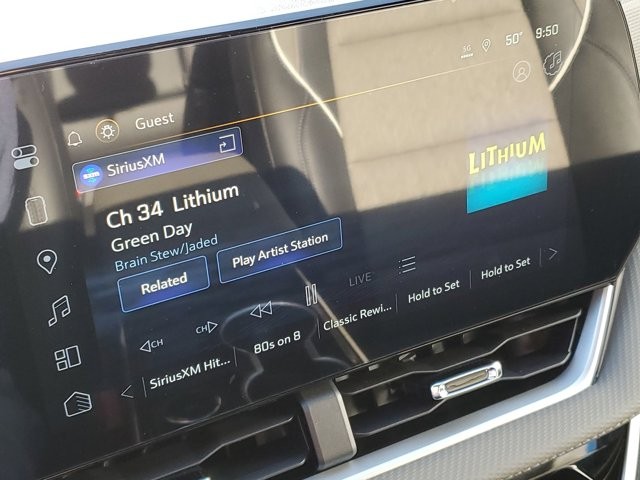 5G 50° 9:50
Guest
SiriusXM
LITHIUM
Ch 34 Lithium
Green Day
Brain Stew/Jaded
Related
Play Artist Station
CH
CH
LIVE
SiriusXM Hit...
80s on 8
Classic Rewi...
Hold to Set
Hold to Set